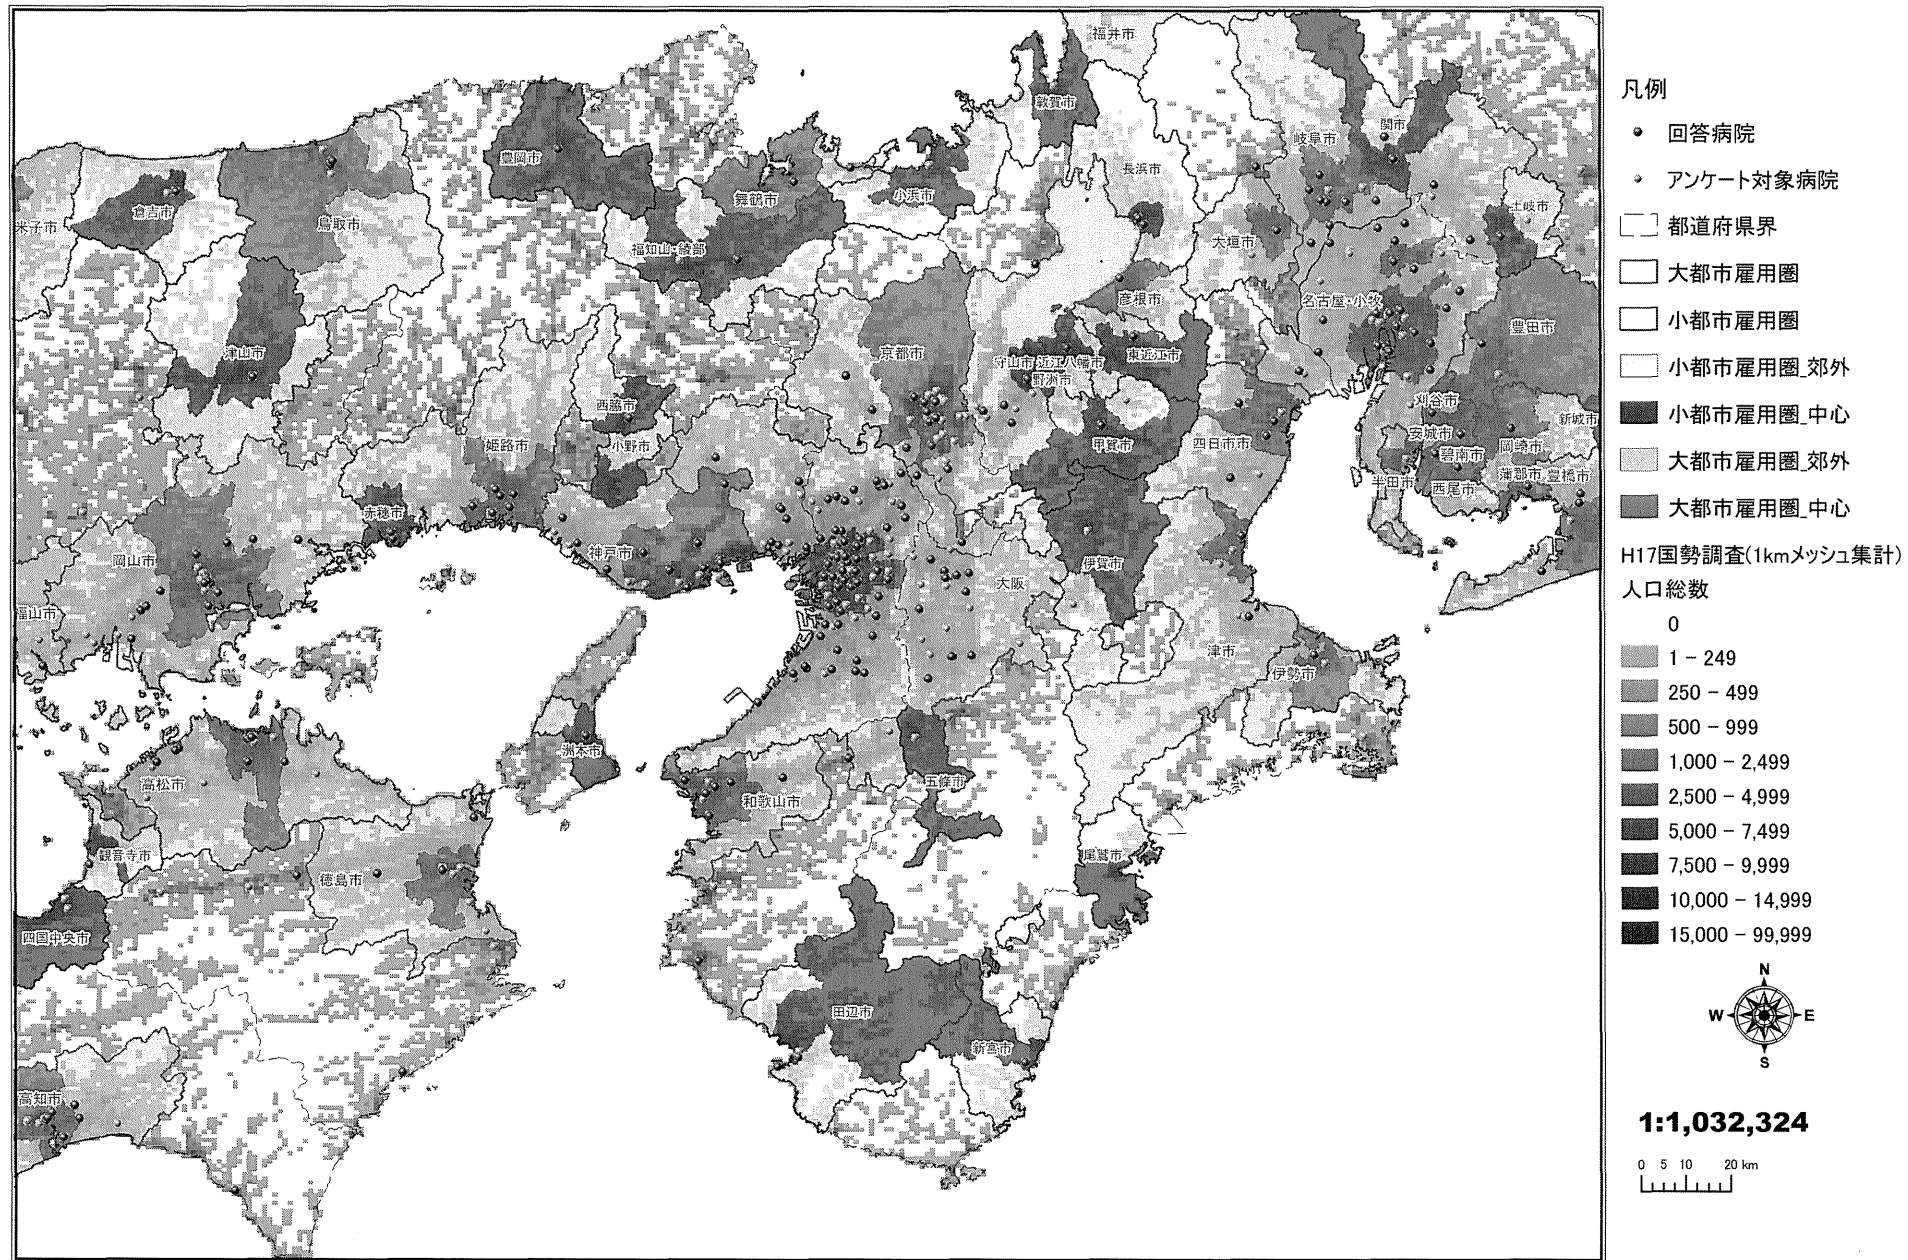 福井市
敦賀市
関市
岐阜市
豊岡市
長浜市
舞鶴市
小浜市
倉吉市
土岐市
米子市
鳥取市
大垣市
福知山・綾部
彦根市
名古屋・小牧
豊田市
津山市
京都市
守山市
近江八幡市
東近江市
野洲市
西脇市
刈谷市
新城市
姫路市
小野市
甲賀市
四日市市
安城市
岡崎市
碧南市
半田市
西尾市
蒲郡市
豊橋市
赤穂市
岡山市
神戸市
伊賀市
大阪
福山市
津市
伊勢市
洲本市
高松市
和歌山市
五條市
観音寺市
尾鷲市
徳島市
四国中央市
田辺市
新宮市
高知市
凡例
回答病院
アンケート対象病院
都道府県界
大都市雇用圏
小都市雇用圏
小都市雇用圏_郊外
小都市雇用圏_中心
大都市雇用圏_郊外
大都市雇用圏_中心
H17国勢調査(1kmメッシュ集計)
人口総数
0
1 - 249
250 - 499
500 - 999
1,000 - 2,499
2,500 - 4,999
5,000 - 7,499
7,500 - 9,999
10,000 - 14,999
15,000 - 99,999
N
W E
S
1:1,032,324
0 5 10 20 km